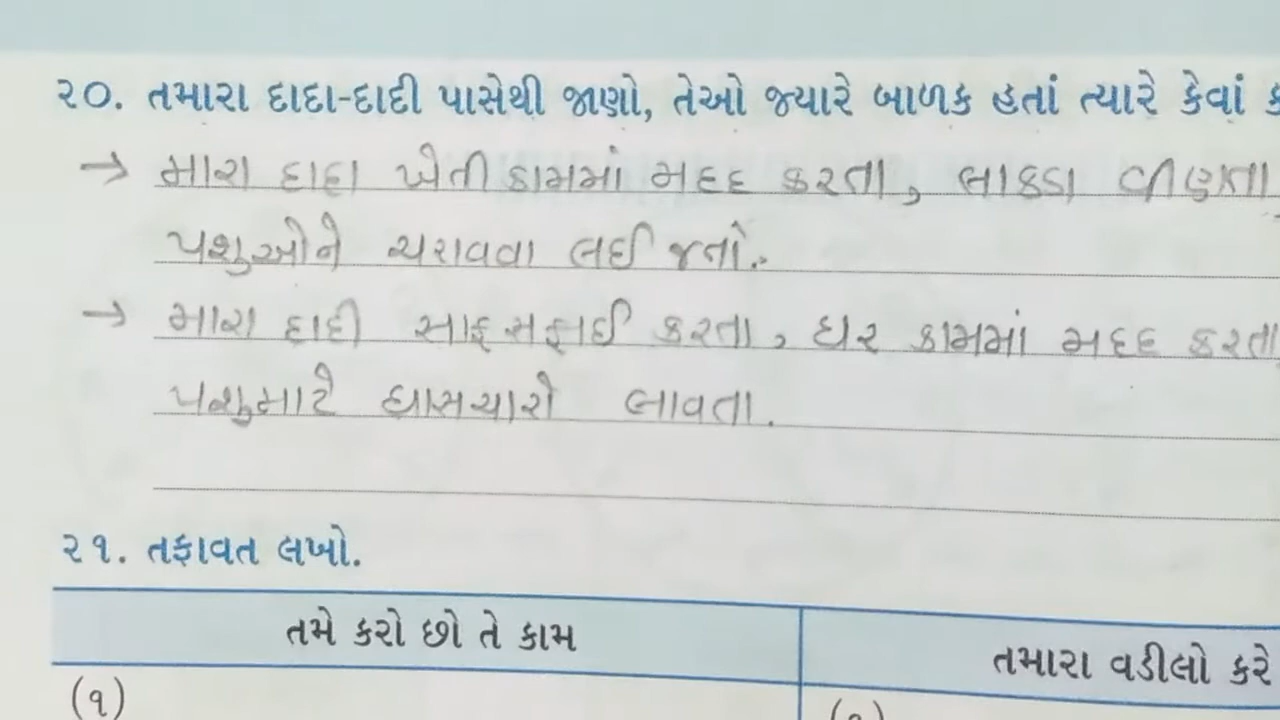 ૨૦. તમારા દાદા-દાદી પાસેથી જાણો, તેઓ જ્યારે બાળક હતાં ત્યારે કેવાં
→ મારા દાદા ખેતી કામમાં મદદ કરતા, લાકડા વીણતા
પશુઓને ચરાવવા લઈ જતાં.
→ મારા દાદી સાફસફાઈ કરતા, ઘર કામમાં મદદ કરતા
પશુમાટે ઘાસચારો લાવતા.
૨૧. તફાવત લખો.
તમે કરો છો તે કામ
તમારા વડીલો કરે
(૧)